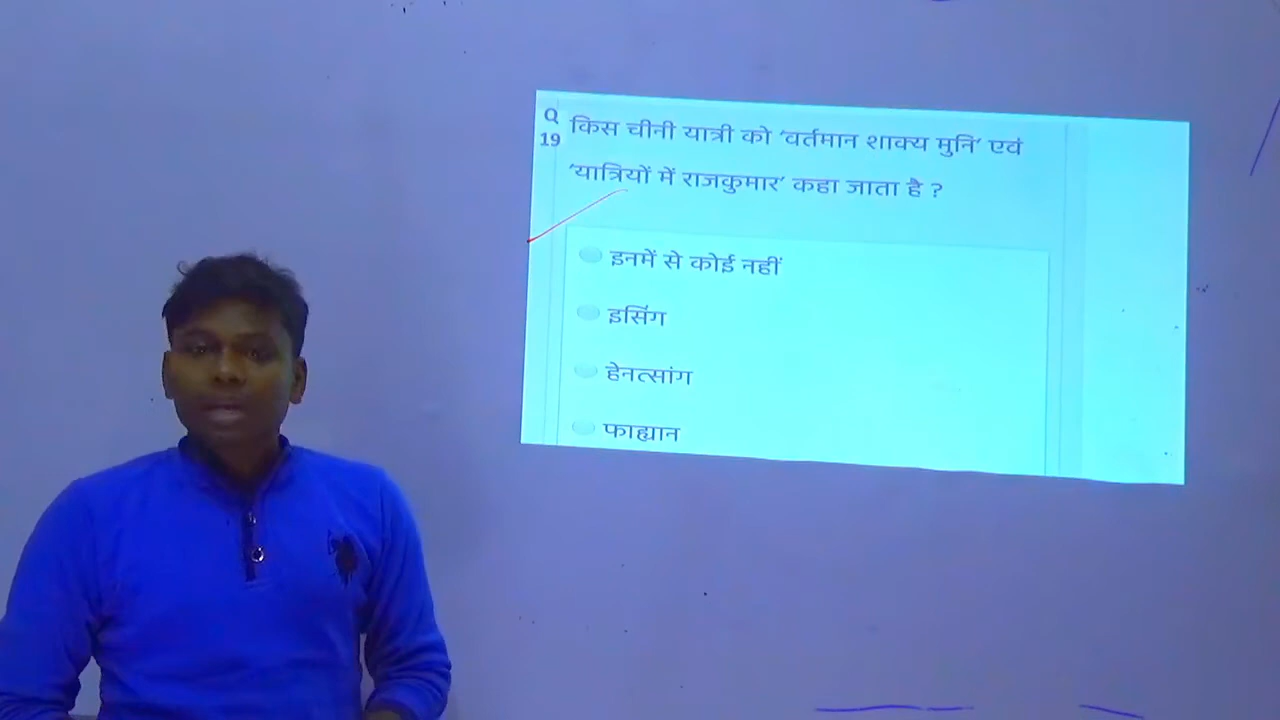 Q
19
किस चीनी यात्री को 'वर्तमान शाक्य मुनि' एवं
'यात्रियों में राजकुमार' कहा जाता है ?
इनमें से कोई नहीं
इसिंग
हेनत्सांग
फाह्यान